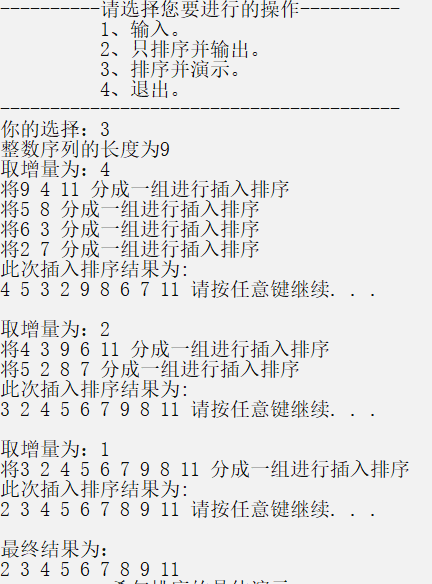 ----------请选择您要进行的操作----------
1、输入。
2、只排序并输出。
3、排序并演示。
4、退出。
----------------------------------------
你的选择：3
整数序列的长度为9
取增量为：4
将9 4 11 分成一组进行插入排序
将5 8 分成一组进行插入排序
将6 3 分成一组进行插入排序
将2 7 分成一组进行插入排序
此次插入排序结果为:
4 5 3 2 9 8 6 7 11 请按任意键继续. . .
取增量为：2
将4 3 9 6 11 分成一组进行插入排序
将5 2 8 7 分成一组进行插入排序
此次插入排序结果为:
3 2 4 5 6 7 9 8 11 请按任意键继续. . .
取增量为：1
将3 2 4 5 6 7 9 8 11 分成一组进行插入排序
此次插入排序结果为:
2 3 4 5 6 7 8 9 11 请按任意键继续. . .
最终结果为：
2 3 4 5 6 7 8 9 11